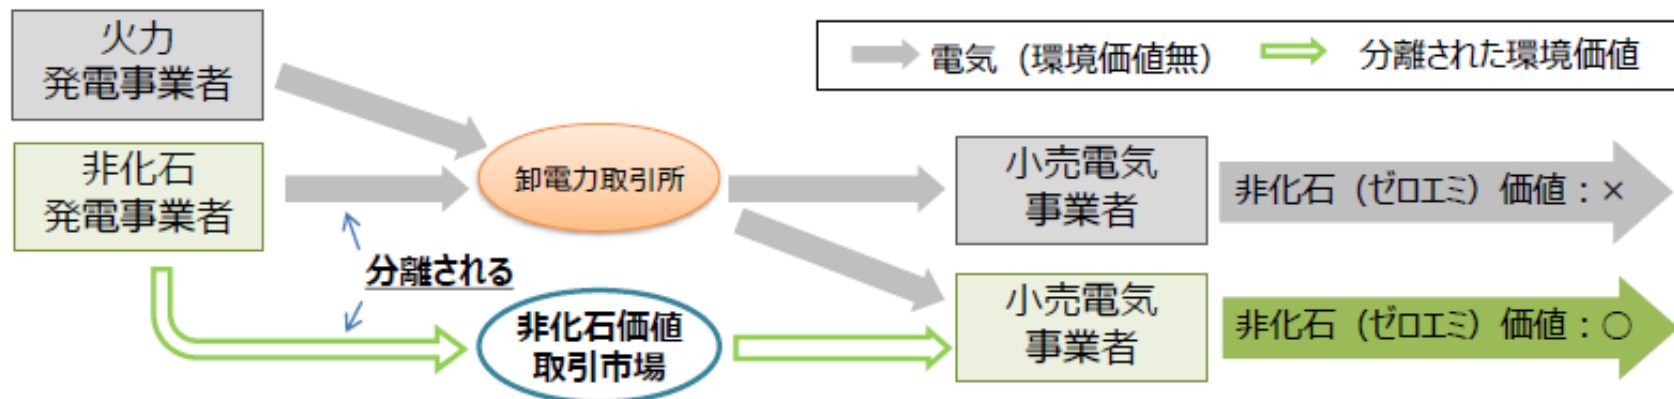 火力
発電事業者
非化石
発電事業者
分離される
卸電力取引所
非化石価値
取引市場
電気（環境価値無）
分離された環境価値
小売電気
事業者
非化石（ゼロエミ）価値：×
小売電気
事業者
非化石（ゼロエミ）価値：○